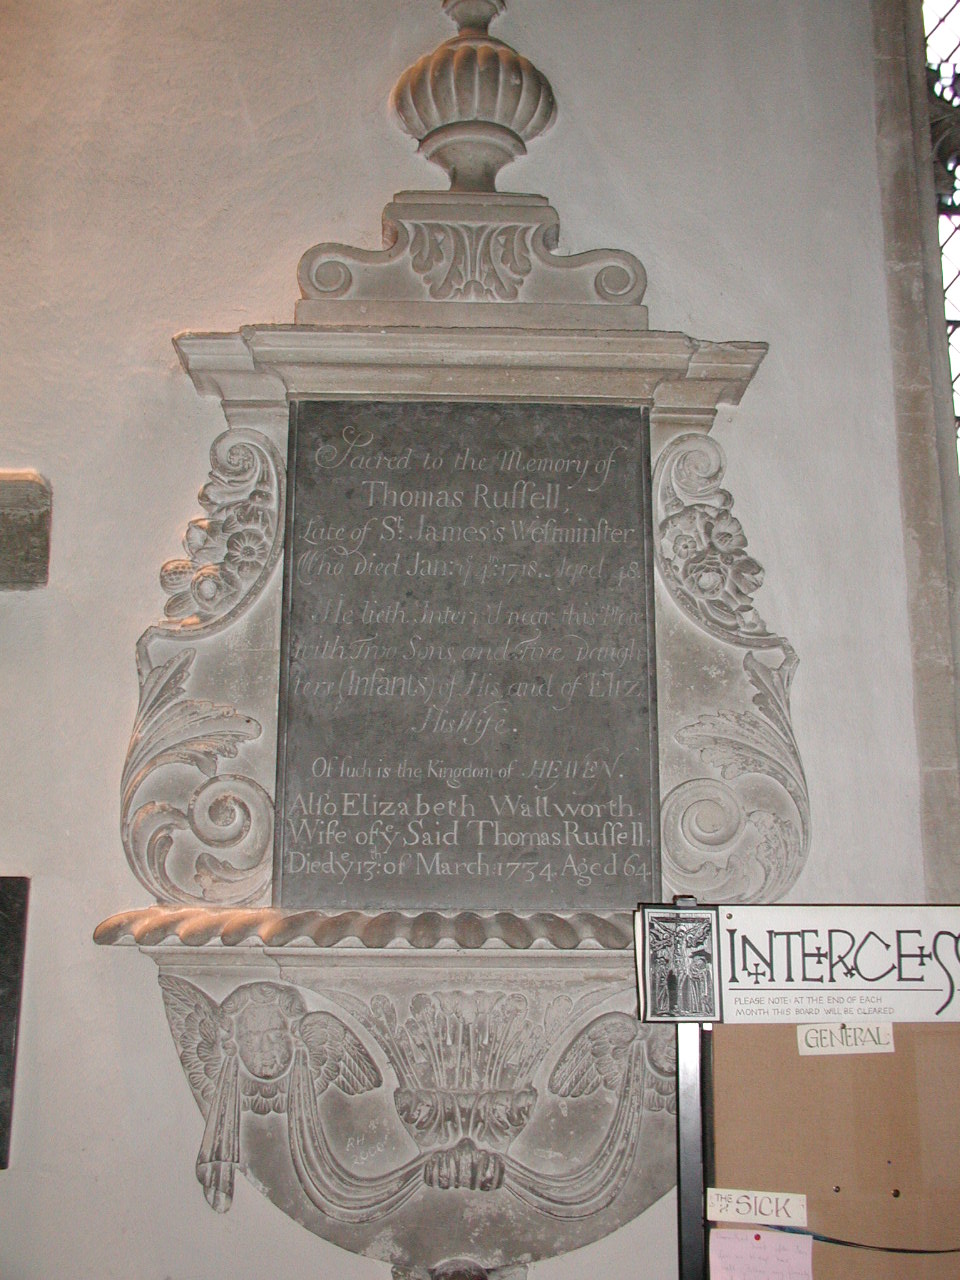 Sacred to the Memory of
Thomas Ruſſell,
Late of St. James's Weſtminſter
Who died Jan: ye 4th: 1718. Aged 48.
He lieth Interr'd near this Place
with Two Sons and Five Daugh
ters (Infants) of His and of Eliz.
His Wife.
Of ſuch is the Kingdom of HEAVEN.
Alſo Elizabeth Wallworth.
Wife of ye Said Thomas Ruſſell,
Died ye 13th: of March: 1734. Aged 64
INTERCES
PLEASE NOTE: AT THE END OF EACH
MONTH THIS BOARD WILL BE CLEARED
GENERAL
THE SICK